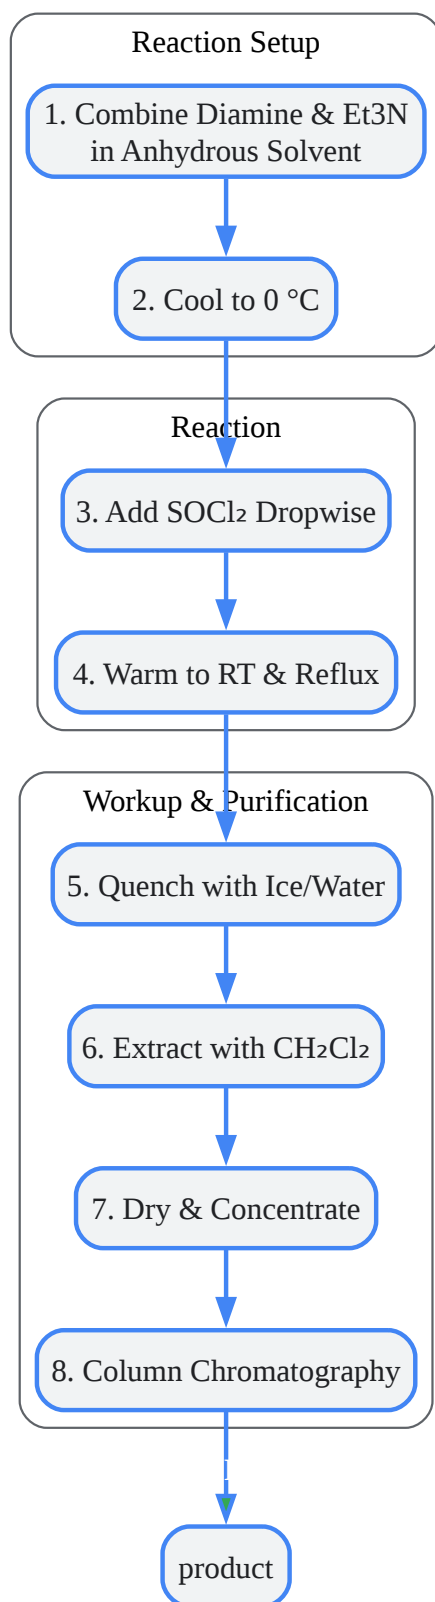 Reaction Setup
1. Combine Diamine & Et3N
in Anhydrous Solvent
2. Cool to 0 °C
Reaction
3. Add SOCl₂ Dropwise
4. Warm to RT & Reflux
Workup & Purification
5. Quench with Ice/Water
6. Extract with CH₂Cl₂
7. Dry & Concentrate
8. Column Chromatography
product